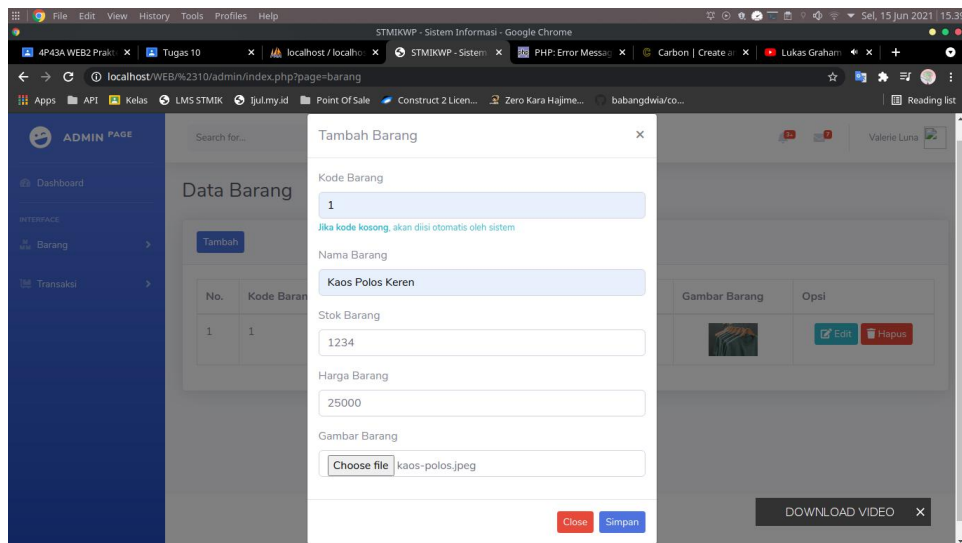 File Edit View History Tools Profiles Help
Sel, 15 Jun 2021 | 15.3
STMIKWP - Sistem Informasi - Google Chrome
4P43A WEB2 Prakt
Tugas 10
localhost / localho
STMIKWP - Sistem
PHP: Error Messag
Carbon | Create a
Lukas Graham
localhost/WEB/%2310/admin/index.php?page=barang
Apps API Kelas LMS STMIK Ijul.my.id Point Of Sale Construct 2 Licen... Zero Kara Hajime... babangdwia/co... Reading list
ADMIN PAGE
Search for...
Tambah Barang
Valerie Luna
Dashboard
INTERFACE
Barang
Transaksi
Data Barang
Tambah
No. Kode Baran Gambar Barang Opsi
1 1 Edit Hapus
Kode Barang
1
Jika kode kosong, akan diisi otomatis oleh sistem
Nama Barang
Kaos Polos Keren
Stok Barang
1234
Harga Barang
25000
Gambar Barang
Choose file kaos-polos.jpeg
Close Simpan
DOWNLOAD VIDEO